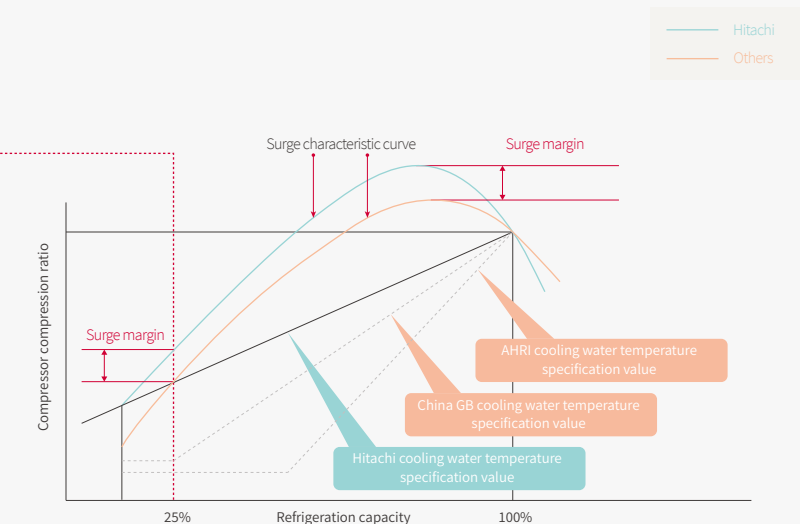 Hitachi
Others
Surge characteristic curve
Surge margin
Surge margin
Compressor compression ratio
AHRI cooling water temperature
specification value
China GB cooling water temperature
specification value
Hitachi cooling water temperature
specification value
25%
Refrigeration capacity
100%